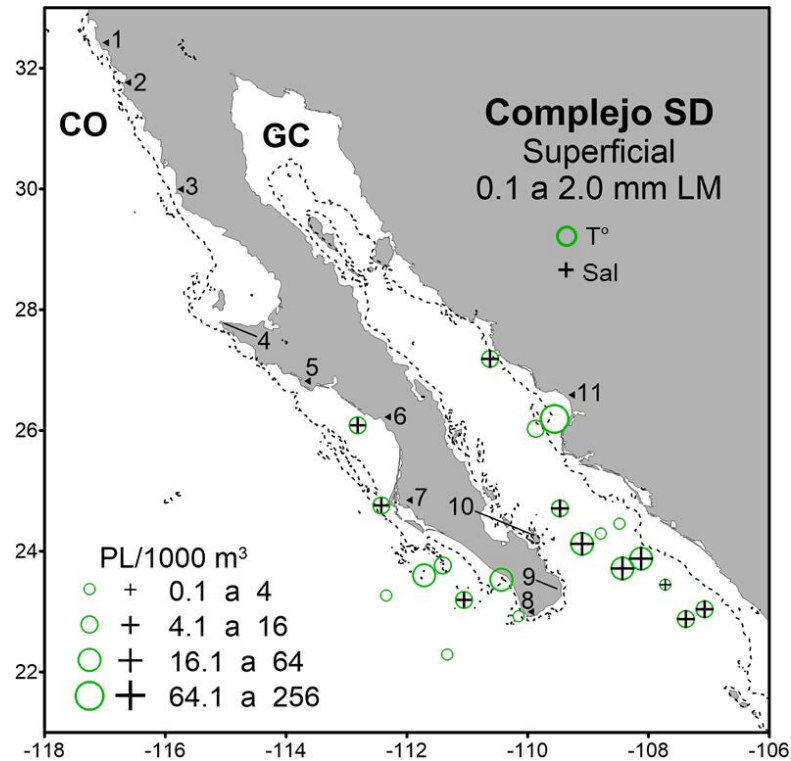 1
2
3
4
5
6
7
8
9
10
11
CO
GC
Complejo SD
Superficial
0.1 a 2.0 mm LM
T°
Sal
PL/1000 m³
0.1 a 4
4.1 a 16
16.1 a 64
64.1 a 256
32
30
28
26
24
22
-118 -116 -114 -112 -110 -108 -106